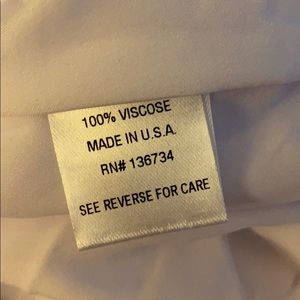 100% VISCOSE
MADE IN U.S.A.
RN# 136734
SEE REVERSE FOR CARE